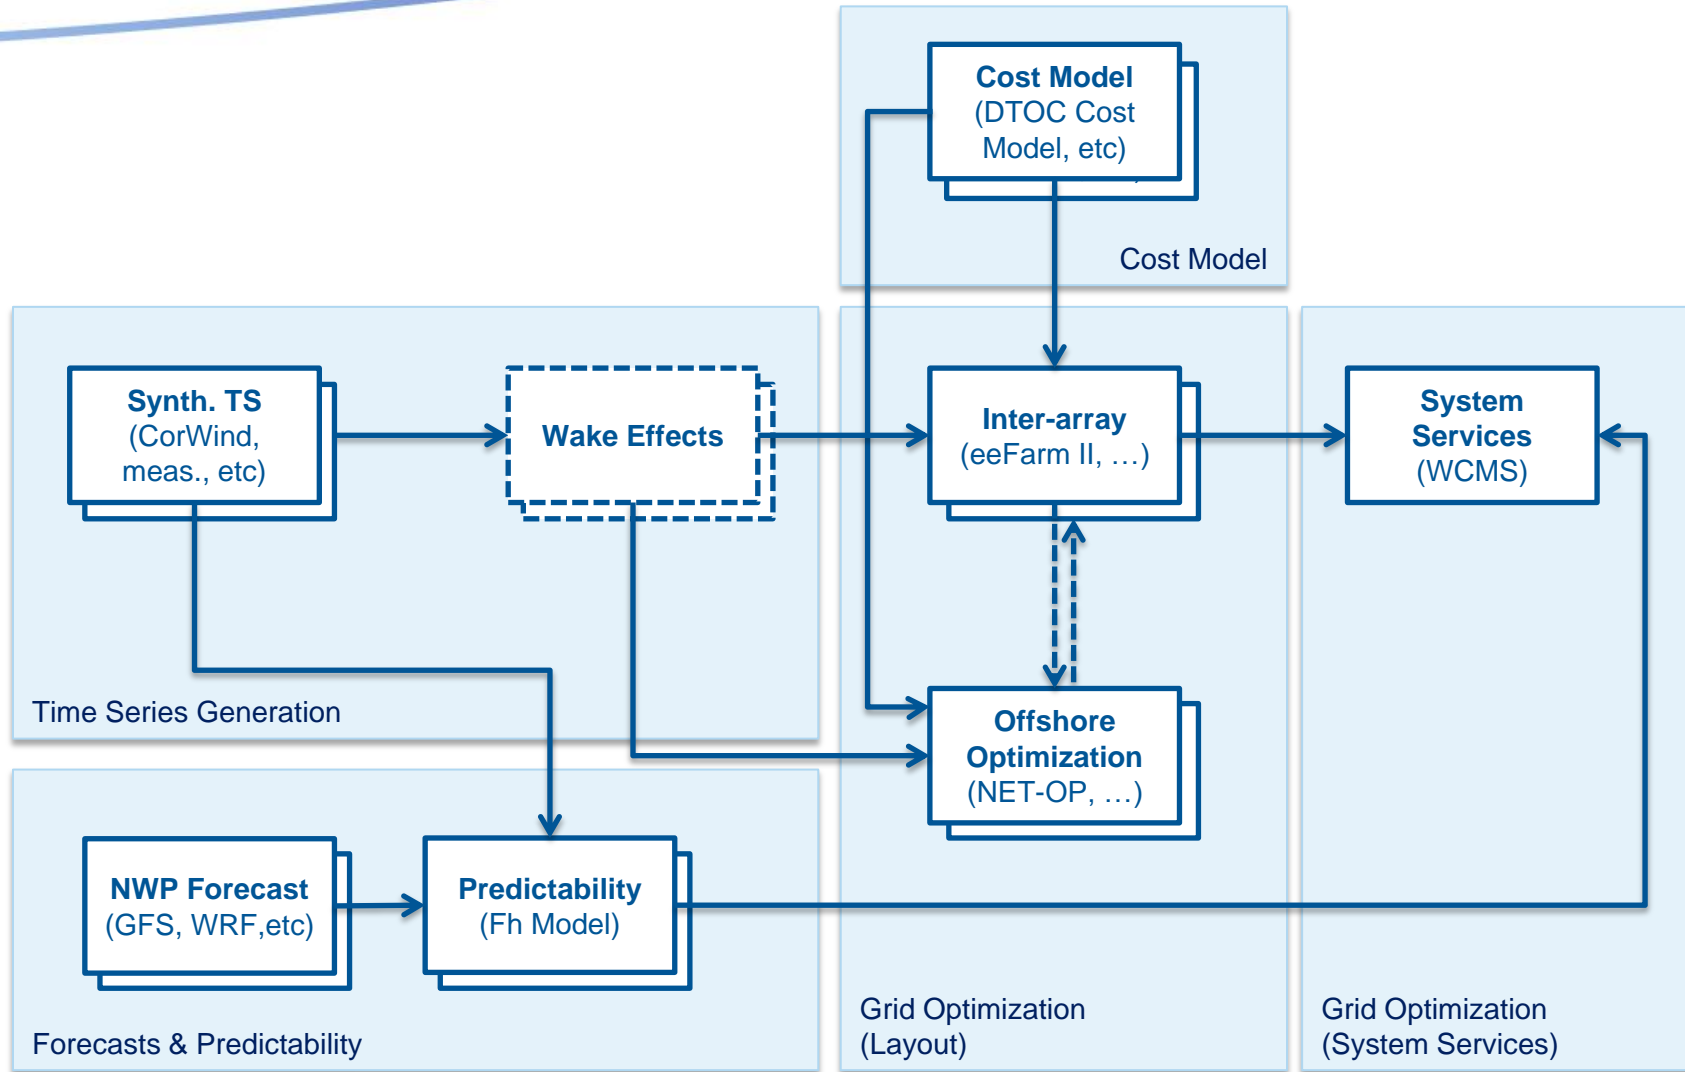 Cost Model
(DTOC Cost
Model, etc)
Cost Model
Synth. TS
(CorWind,
meas., etc)
Wake Effects
Inter-array
(eeFarm II, …)
System
Services
(WCMS)
Time Series Generation
Offshore
Optimization
(NET-OP, …)
NWP Forecast
(GFS, WRF,etc)
Predictability
(Fh Model)
Forecasts & Predictability
Grid Optimization
(Layout)
Grid Optimization
(System Services)